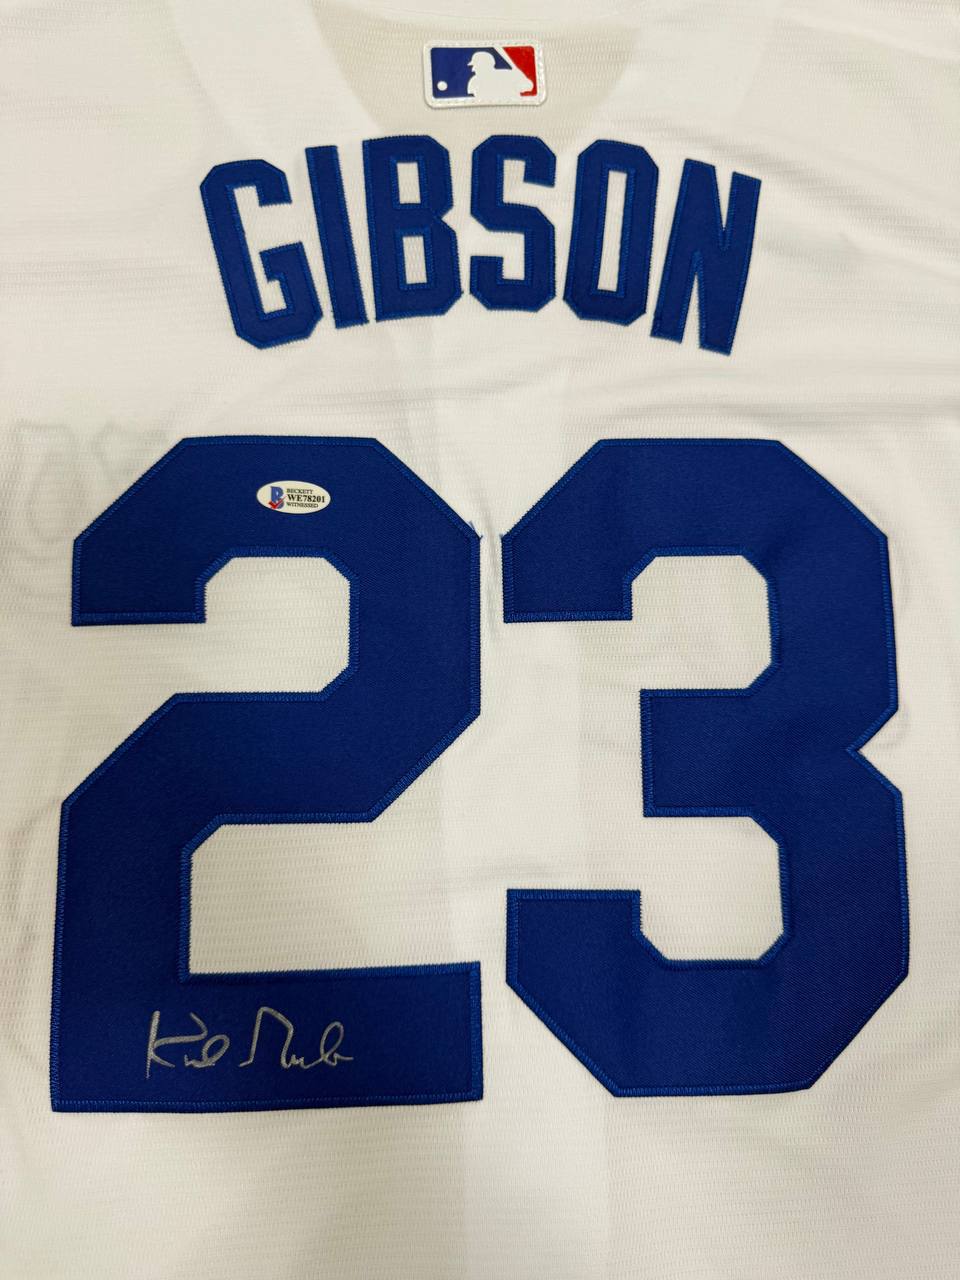 GIBSON
B BECKETT
WE78201
WITNESSED
23